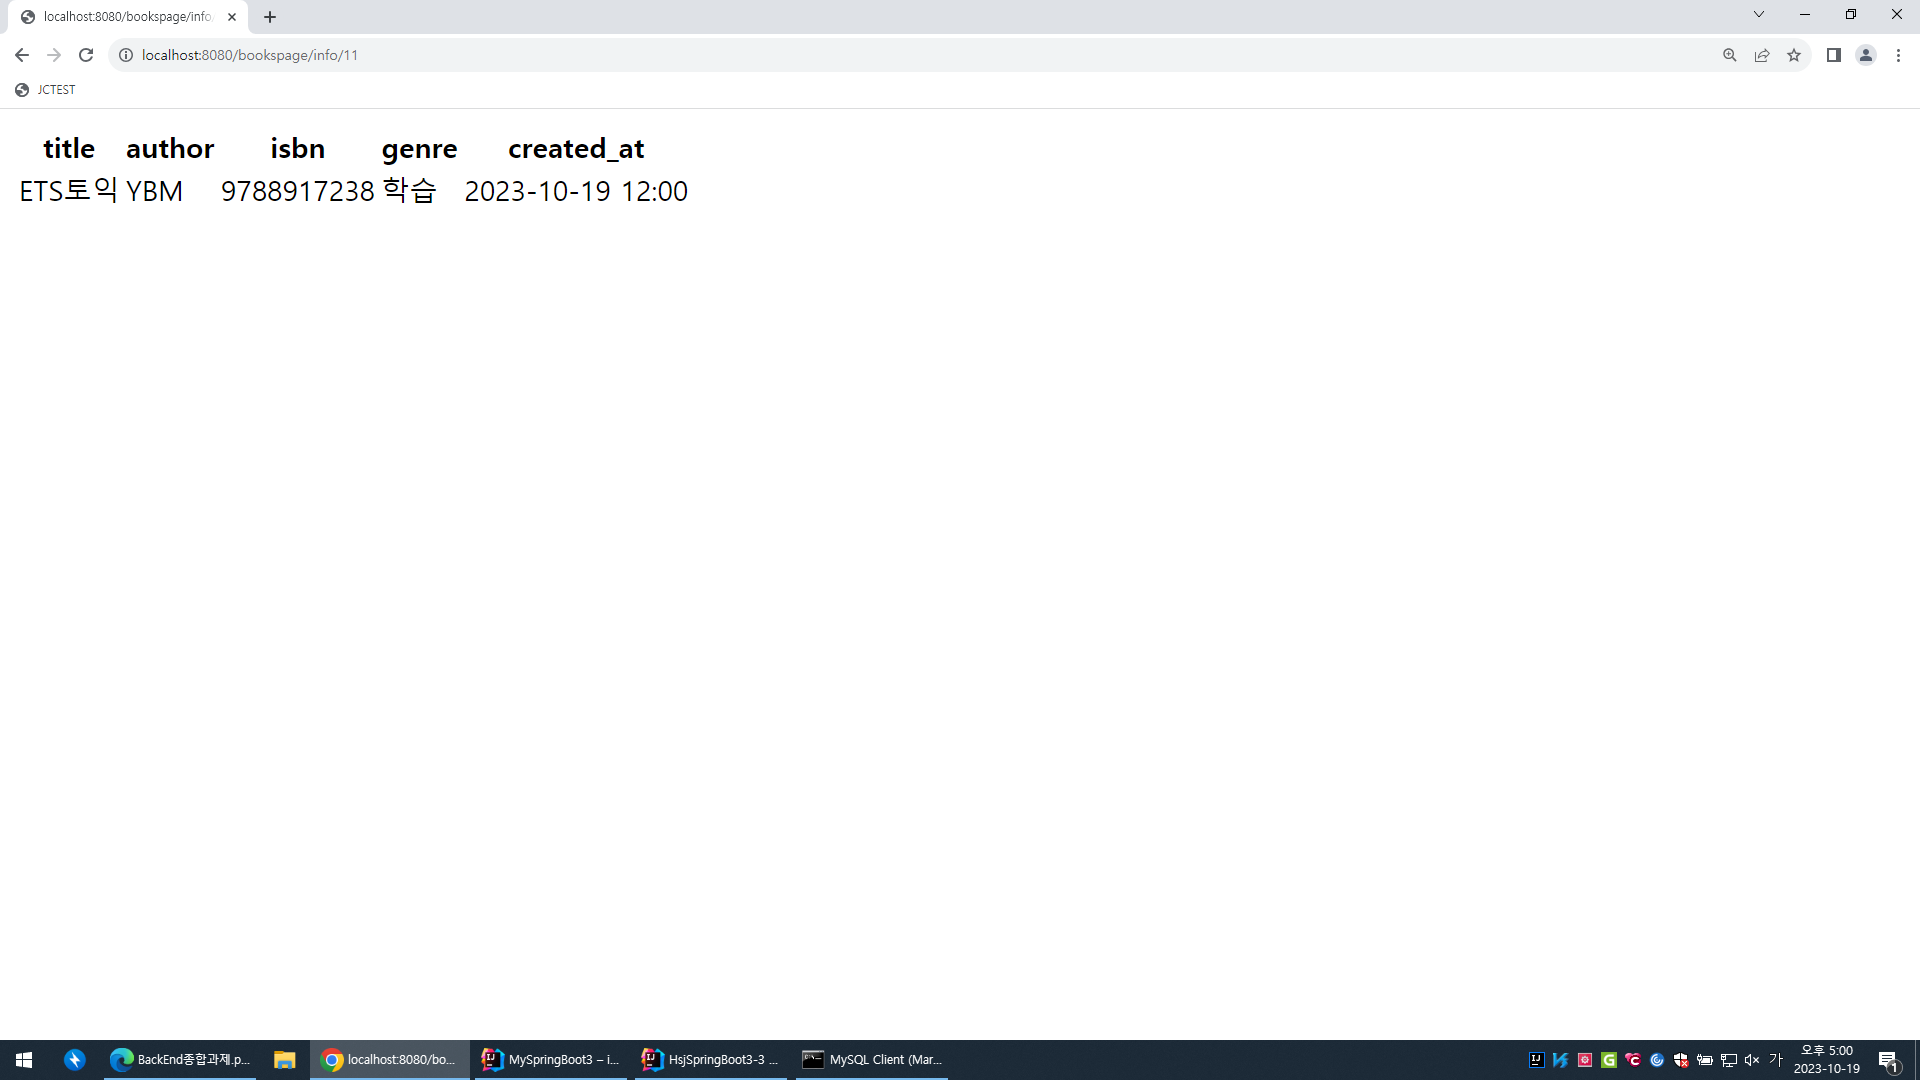 localhost:8080/bookspage/info
localhost:8080/bookspage/info/11
JCTEST
title author isbn genre created_at
ETS토익 YBM 9788917238 학습 2023-10-19 12:00
BackEnd종합과제.p... localhost:8080/bo... MySpringBoot3 – i... HsjSpringBoot3-3 ... MySQL Client (Mar... 가 오후 5:00
2023-10-19 1